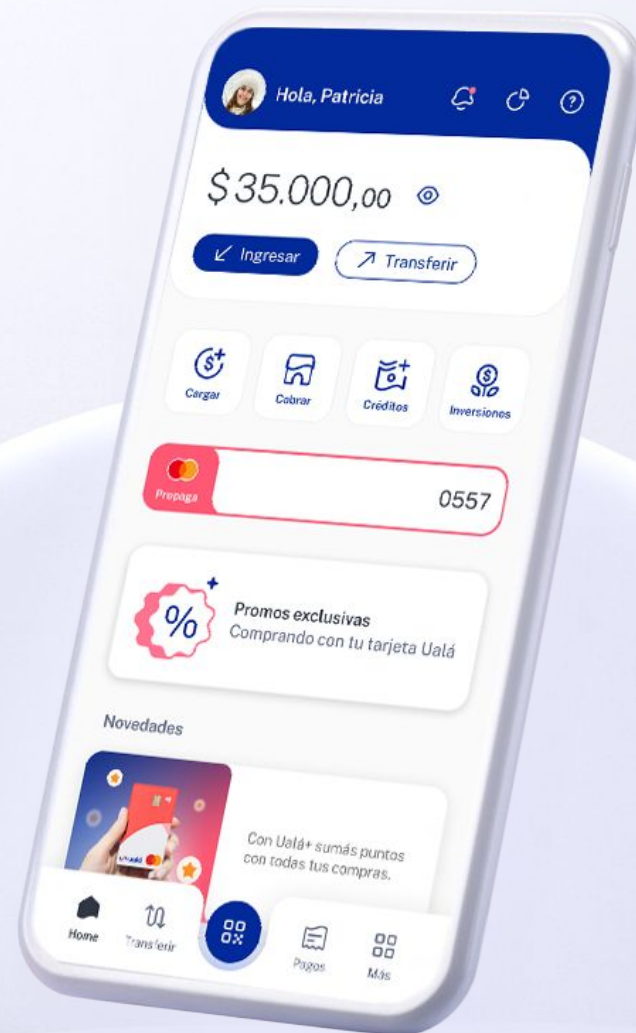 Hola, Patricia
?
$35.000,00
Ingresar
Transferir
Cargar
Cobrar
Créditos
Inversiones
Prepaga
0557
%
Promos exclusivas
Comprando con tu tarjeta Ualá
Novedades
ualá
Con Ualá+ sumás puntos
con todas tus compras.
Home
Transferir
Pagos
Más